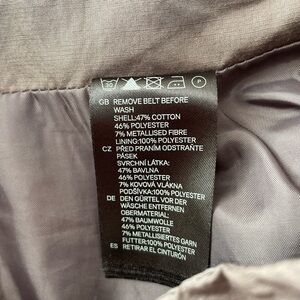 30 P
GB REMOVE BELT BEFORE
WASH
SHELL:47% COTTON
46% POLYESTER
7% METALLISED FIBRE
LINING:100% POLYESTER
CZ PŘED PRANÍM ODSTRAŇTE
PÁSEK
SVRCHNÍ LÁTKA:
47% BAVLNA
46% POLYESTER
7% KOVOVÁ VLÁKNA
PODŠÍVKA:100% POLYESTER
DE DEN GÜRTEL VOR DER
WÄSCHE ENTFERNEN
OBERMATERIAL:
47% BAUMWOLLE
46% POLYESTER
7% METALLISIERTES GARN
FUTTER:100% POLYESTER
ES RETIRAR EL CINTURÓN